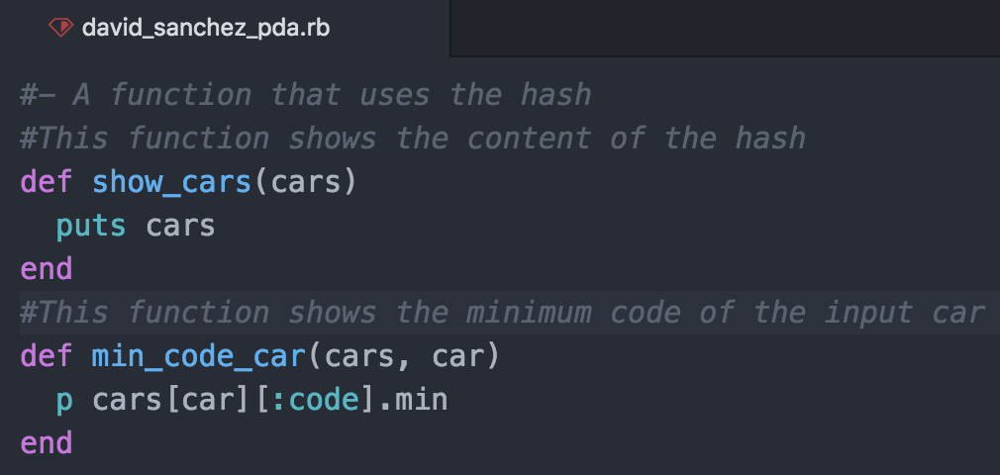 david_sanchez_pda.rb
#- A function that uses the hash
#This function shows the content of the hash
def show_cars(cars)
  puts cars
end
#This function shows the minimum code of the input car
def min_code_car(cars, car)
  p cars[car][:code].min
end